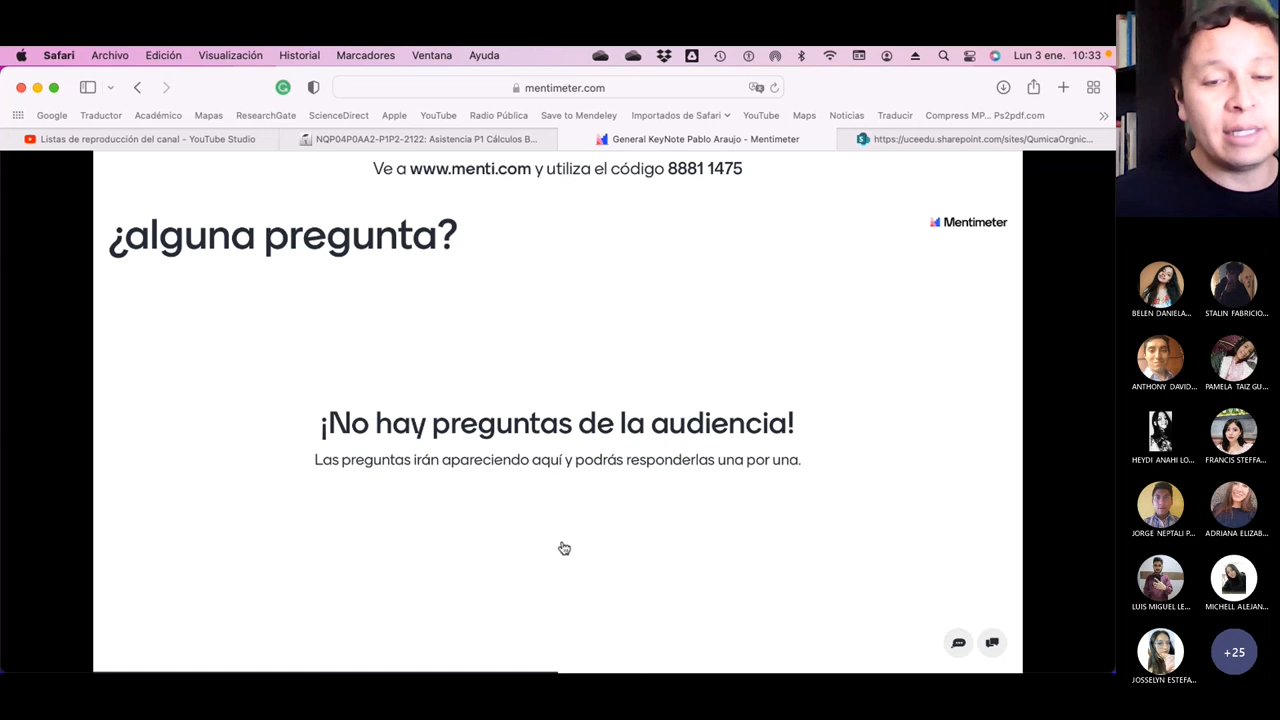 Safari Archivo Edición Visualización Historial Marcadores Ventana Ayuda Lun 3 ene. 10:33
mentimeter.com
Google Traductor Académico Mapas ResearchGate ScienceDirect Apple YouTube Radio Pública Save to Mendeley Importados de Safari YouTube Maps Noticias Traducir Compress MP... Ps2pdf.com
Listas de reproducción del canal - YouTube Studio
NQP04P0AA2-P1P2-2122: Asistencia P1 Cálculos B...
General KeyNote Pablo Araujo - Mentimeter
https://uceedu.sharepoint.com/sites/QumicaOrgnic...
Ve a www.menti.com y utiliza el código 8881 1475
¿alguna pregunta?
Mentimeter
¡No hay preguntas de la audiencia!
Las preguntas irán apareciendo aquí y podrás responderlas una por una.
BELEN DANIELA... STALIN FABRICIO...
ANTHONY DAVID... PAMELA TAIZ GU...
HEYDI ANAHI LO... FRANCIS STEFFA...
JORGE NEPTALI P... ADRIANA ELIZAB...
LUIS MIGUEL LE... MICHELL ALEJAN...
+25
JOSSELYN ESTEFA...